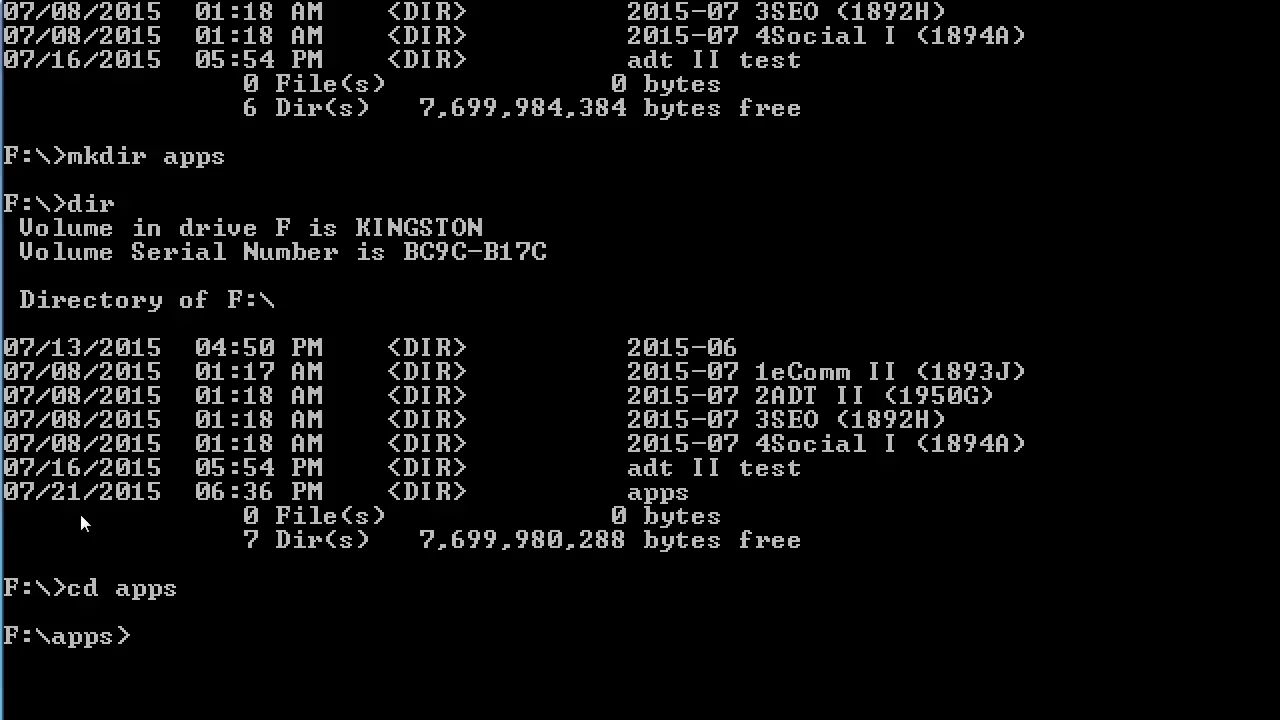 07/08/2015  01:18 AM    <DIR>          2015-07 3SEO (1892H)
07/08/2015  01:18 AM    <DIR>          2015-07 4Social I (1894A)
07/16/2015  05:54 PM    <DIR>          adt II test
               0 File(s)              0 bytes
               6 Dir(s)   7,699,984,384 bytes free
F:\>mkdir apps
F:\>dir
 Volume in drive F is KINGSTON
 Volume Serial Number is BC9C-B17C
 Directory of F:\
07/13/2015  04:50 PM    <DIR>          2015-06
07/08/2015  01:17 AM    <DIR>          2015-07 1eComm II (1893J)
07/08/2015  01:18 AM    <DIR>          2015-07 2ADT II (1950G)
07/08/2015  01:18 AM    <DIR>          2015-07 3SEO (1892H)
07/08/2015  01:18 AM    <DIR>          2015-07 4Social I (1894A)
07/16/2015  05:54 PM    <DIR>          adt II test
07/21/2015  06:36 PM    <DIR>          apps
               0 File(s)              0 bytes
               7 Dir(s)   7,699,980,288 bytes free
F:\>cd apps
F:\apps>